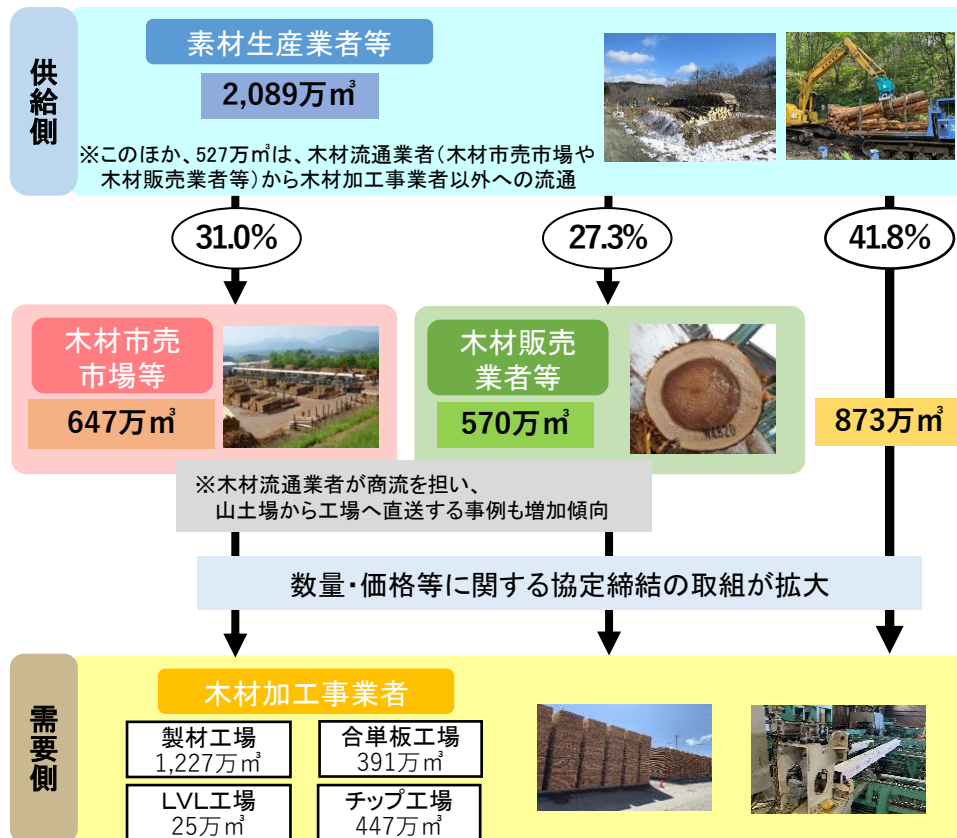 供給側
素材生産業者等
2,089万㎥
※このほか、527万㎥は、木材流通業者(木材市売市場や
木材販売業者等)から木材加工事業者以外への流通
31.0%
27.3%
41.8%
木材市売
市場等
647万㎥
木材販売
業者等
570万㎥
873万㎥
※木材流通業者が商流を担い、
山土場から工場へ直送する事例も増加傾向
数量・価格等に関する協定締結の取組が拡大
需要側
木材加工事業者
製材工場
1,227万㎥
合単板工場
391万㎥
LVL工場
25万㎥
チップ工場
447万㎥